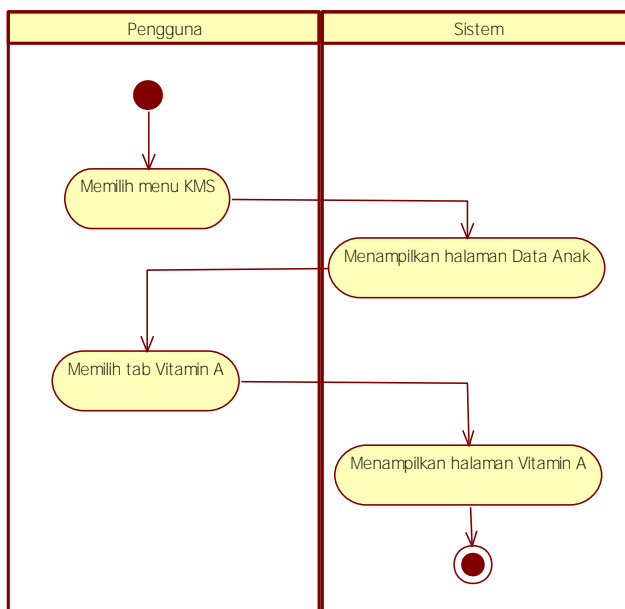 Pengguna
Sistem
Memilih menu KMS
Menampilkan halaman Data Anak
Memilih tab Vitamin A
Menampilkan halaman Vitamin A